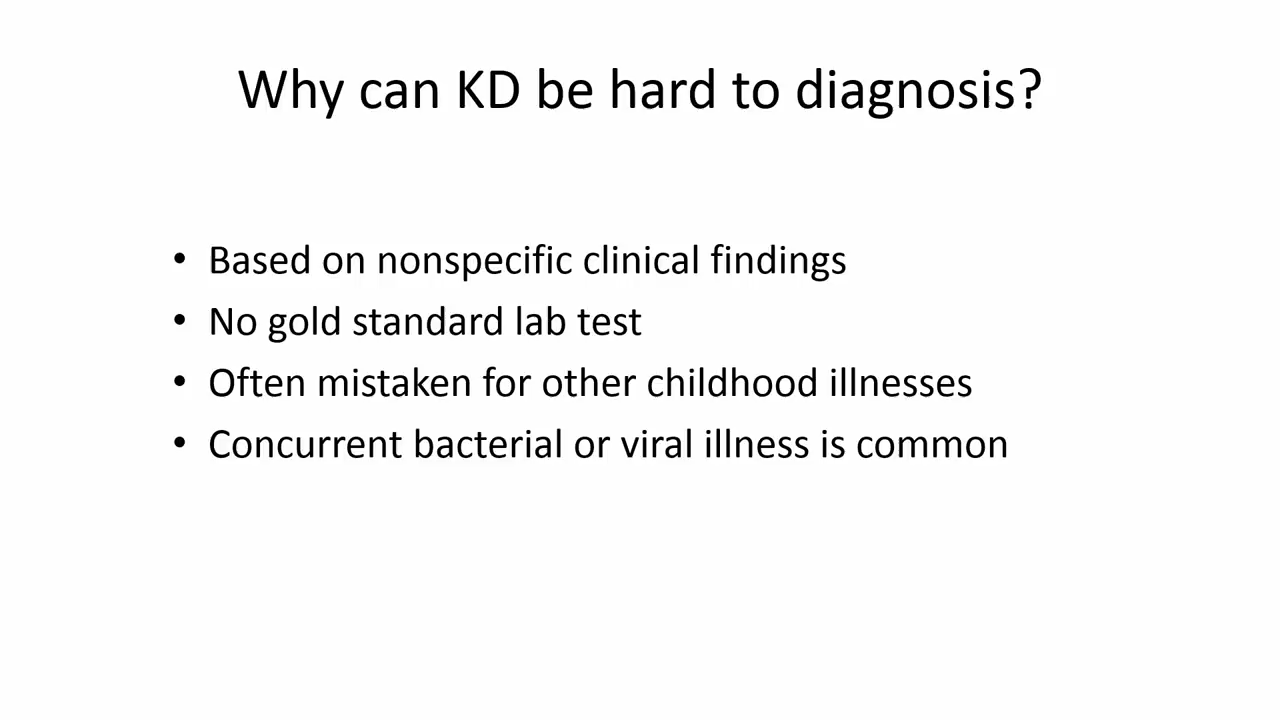 Why can KD be hard to diagnosis?
• Based on nonspecific clinical findings
• No gold standard lab test
• Often mistaken for other childhood illnesses
• Concurrent bacterial or viral illness is common